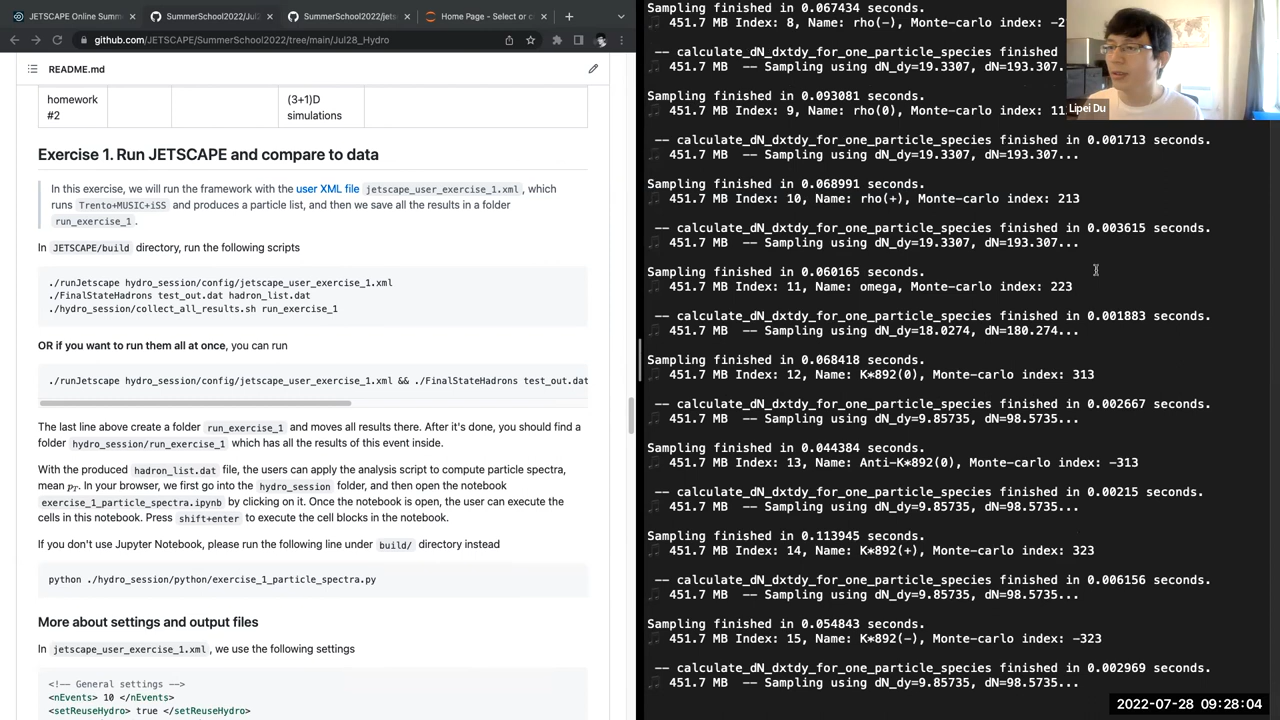 JETSCAPE Online Summ
SummerSchool2022/Jul
SummerSchool2022/jets
Home Page - Select or c
github.com/JETSCAPE/SummerSchool2022/tree/main/Jul28_Hydro
README.md
homework
#2
(3+1)D
simulations
Exercise 1. Run JETSCAPE and compare to data
In this exercise, we will run the framework with the user XML file jetscape_user_exercise_1.xml , which
runs Trento+MUSIC+iSS and produces a particle list, and then we save all the results in a folder
run_exercise_1 .
In JETSCAPE/build directory, run the following scripts
./runJetscape hydro_session/config/jetscape_user_exercise_1.xml
./FinalStateHadrons test_out.dat hadron_list.dat
./hydro_session/collect_all_results.sh run_exercise_1
OR if you want to run them all at once, you can run
./runJetscape hydro_session/config/jetscape_user_exercise_1.xml && ./FinalStateHadrons test_out.dat
The last line above create a folder run_exercise_1 and moves all results there. After it's done, you should find a
folder hydro_session/run_exercise_1 which has all the results of this event inside.
With the produced hadron_list.dat file, the users can apply the analysis script to compute particle spectra,
mean pT. In your browser, we first go into the hydro_session folder, and then open the notebook
exercise_1_particle_spectra.ipynb by clicking on it. Once the notebook is open, the user can execute the
cells in this notebook. Press shift+enter to execute the cell blocks in the notebook.
If you don't use Jupyter Notebook, please run the following line under build/ directory instead
python ./hydro_session/python/exercise_1_particle_spectra.py
More about settings and output files
In jetscape_user_exercise_1.xml , we use the following settings
<!-- General settings -->
<nEvents> 10 </nEvents>
<setReuseHydro> true </setReuseHydro>
Sampling finished in 0.067434 seconds.
451.7 MB Index: 8, Name: rho(-), Monte-carlo index: -2
-- calculate_dN_dxtdy_for_one_particle_species finished
451.7 MB -- Sampling using dN_dy=19.3307, dN=193.307..
Sampling finished in 0.093081 seconds.
451.7 MB Index: 9, Name: rho(0), Monte-carlo index: 11
-- calculate_dN_dxtdy_for_one_particle_species finished in 0.001713 seconds.
451.7 MB -- Sampling using dN_dy=19.3307, dN=193.307...
Sampling finished in 0.068991 seconds.
451.7 MB Index: 10, Name: rho(+), Monte-carlo index: 213
-- calculate_dN_dxtdy_for_one_particle_species finished in 0.003615 seconds.
451.7 MB -- Sampling using dN_dy=19.3307, dN=193.307...
Sampling finished in 0.060165 seconds.
451.7 MB Index: 11, Name: omega, Monte-carlo index: 223
-- calculate_dN_dxtdy_for_one_particle_species finished in 0.001883 seconds.
451.7 MB -- Sampling using dN_dy=18.0274, dN=180.274...
Sampling finished in 0.068418 seconds.
451.7 MB Index: 12, Name: K*892(0), Monte-carlo index: 313
-- calculate_dN_dxtdy_for_one_particle_species finished in 0.002667 seconds.
451.7 MB -- Sampling using dN_dy=9.85735, dN=98.5735...
Sampling finished in 0.044384 seconds.
451.7 MB Index: 13, Name: Anti-K*892(0), Monte-carlo index: -313
-- calculate_dN_dxtdy_for_one_particle_species finished in 0.00215 seconds.
451.7 MB -- Sampling using dN_dy=9.85735, dN=98.5735...
Sampling finished in 0.113945 seconds.
451.7 MB Index: 14, Name: K*892(+), Monte-carlo index: 323
-- calculate_dN_dxtdy_for_one_particle_species finished in 0.006156 seconds.
451.7 MB -- Sampling using dN_dy=9.85735, dN=98.5735...
Sampling finished in 0.054843 seconds.
451.7 MB Index: 15, Name: K*892(-), Monte-carlo index: -323
-- calculate_dN_dxtdy_for_one_particle_species finished in 0.002969 seconds.
451.7 MB -- Sampling using dN_dy=9.85735, dN=98.5735...
Lipei Du
2022-07-28 09:28:04